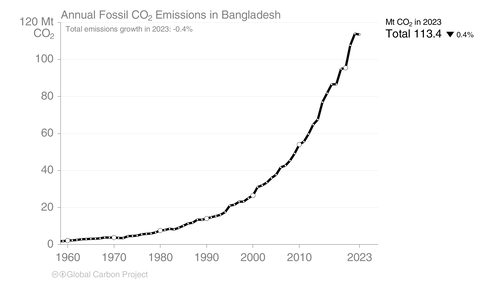 Annual Fossil CO₂ Emissions in Bangladesh
Total emissions growth in 2023: -0.4%
120 Mt
CO₂
100
80
60
40
20
0
1960 1970 1980 1990 2000 2010 2023
Mt CO₂ in 2023
Total 113.4 ▼ 0.4%
Global Carbon Project